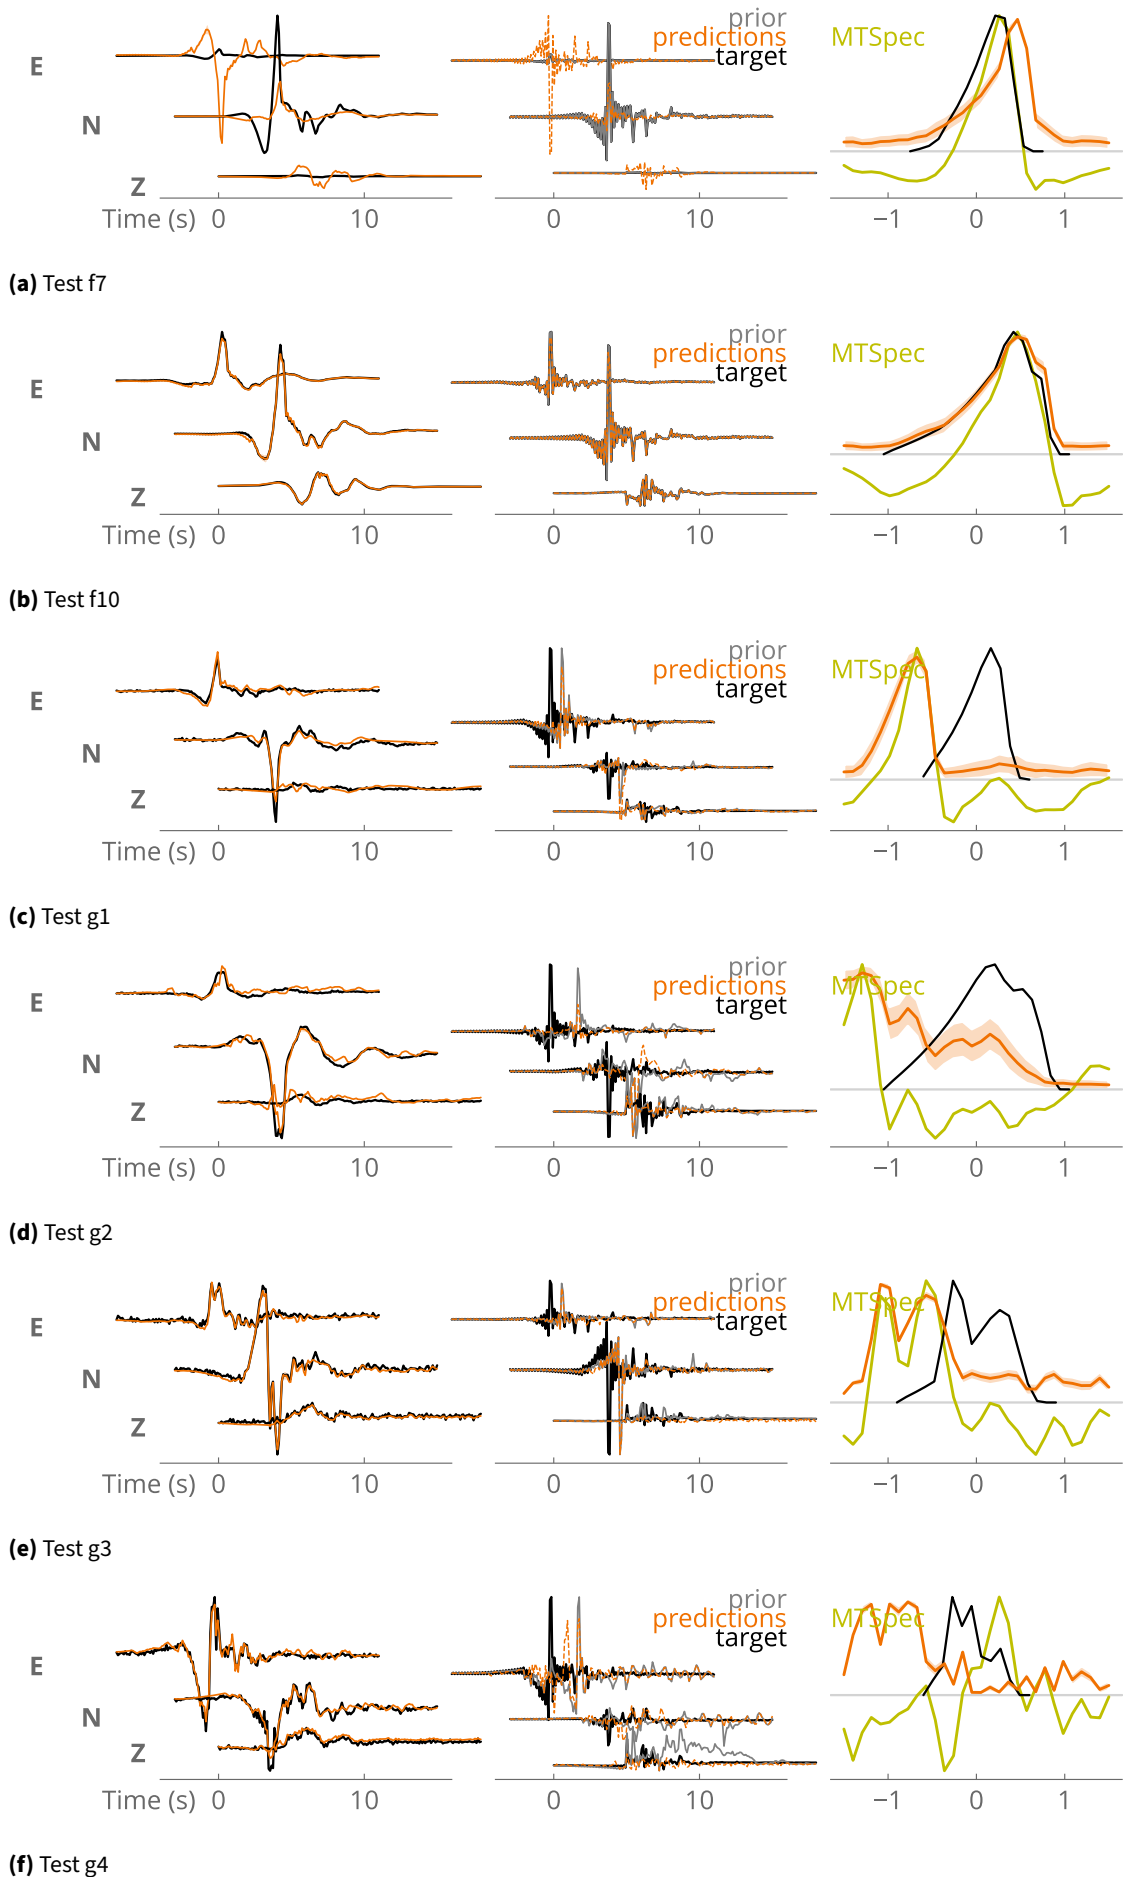 prior
predictions MTSpec
target
E
N
Z
Time (s) 0 10 0 10 −1 0 1
(a) Test f7
prior
predictions MTSpec
target
E
N
Z
Time (s) 0 10 0 10 −1 0 1
(b) Test f10
prior
predictions MTSpec
target
E
N
Z
Time (s) 0 10 0 10 −1 0 1
(c) Test g1
prior
predictions MTSpec
target
E
N
Z
Time (s) 0 10 0 10 −1 0 1
(d) Test g2
prior
predictions MTSpec
target
E
N
Z
Time (s) 0 10 0 10 −1 0 1
(e) Test g3
prior
predictions MTSpec
target
E
N
Z
Time (s) 0 10 0 10 −1 0 1
(f) Test g4